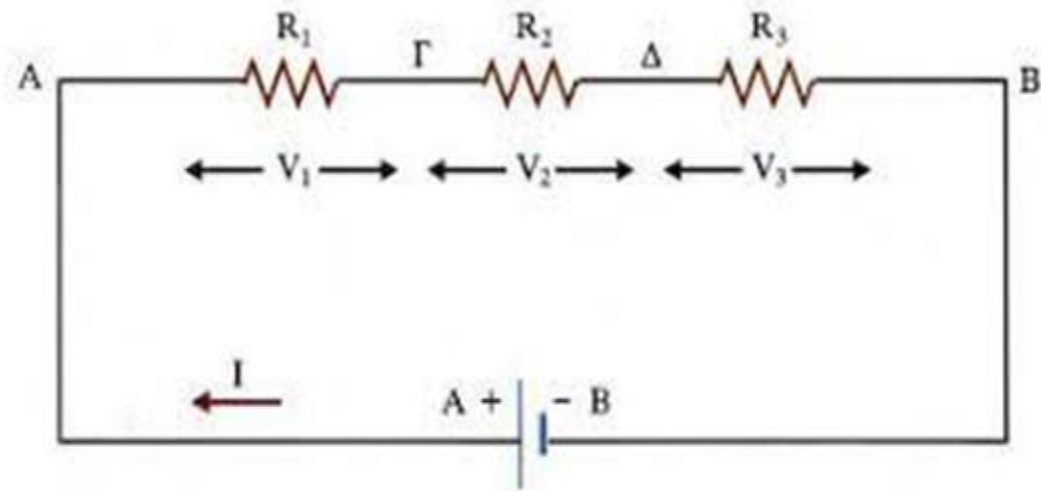 R₁ Γ R₂ Δ R₃
A B
V₁ V₂ V₃
I
A + - B